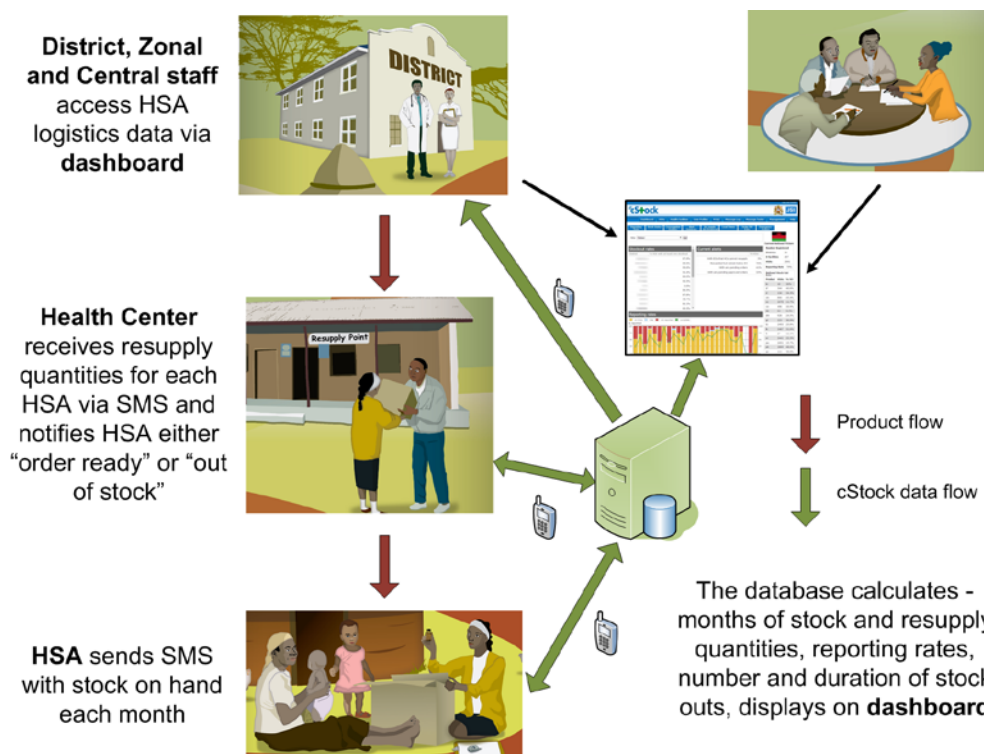 District, Zonal
and Central staff
access HSA
logistics data via
dashboard
DISTRICT
cStock
Health Center
receives resupply
quantities for each
HSA via SMS and
notifies HSA either
“order ready” or “out
of stock”
Resupply Point
Product flow
cStock data flow
HSA sends SMS
with stock on hand
each month
The database calculates -
months of stock and resupply
quantities, reporting rates,
number and duration of stock
outs, displays on dashboard